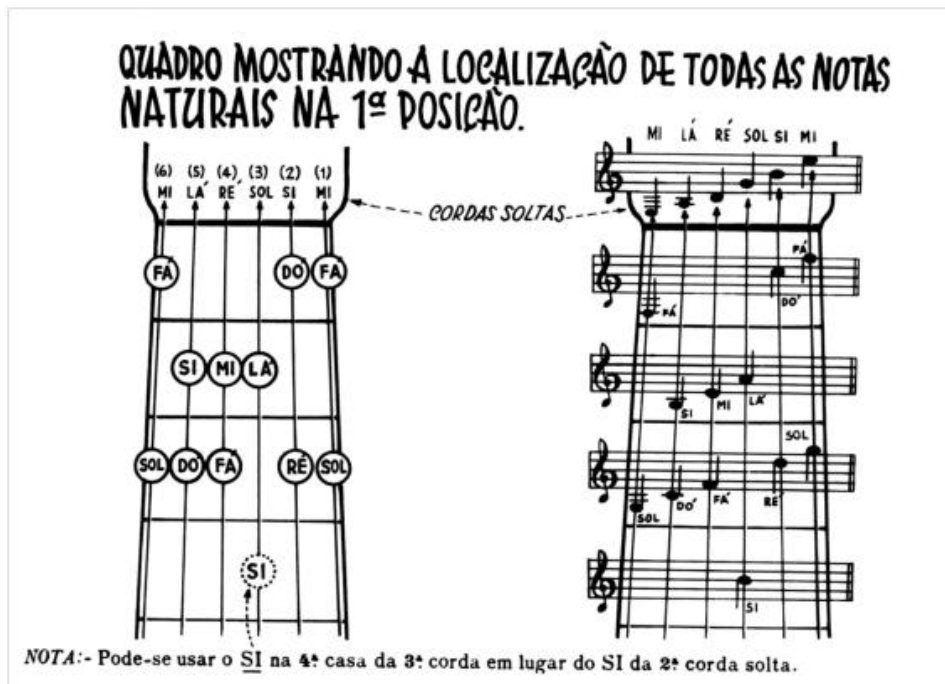 QUADRO MOSTRANDO A LOCALIZAÇÃO DE TODAS AS NOTAS
NATURAIS NA 1ª POSIÇÃO.
(6) (5) (4) (3) (2) (1)
MI LÁ RÉ SOL SI MI
MI LÁ RÉ SOL SI MI
CORDAS SOLTAS
FÁ DÓ FÁ
FÁ DÓ FÁ
SI MI LÁ
SI MI LÁ
SOL DÓ FÁ RÉ SOL
SOL DÓ FÁ RÉ SOL
SI
SI
NOTA:- Pode-se usar o SI na 4ª casa da 3ª corda em lugar do SI da 2ª corda solta.